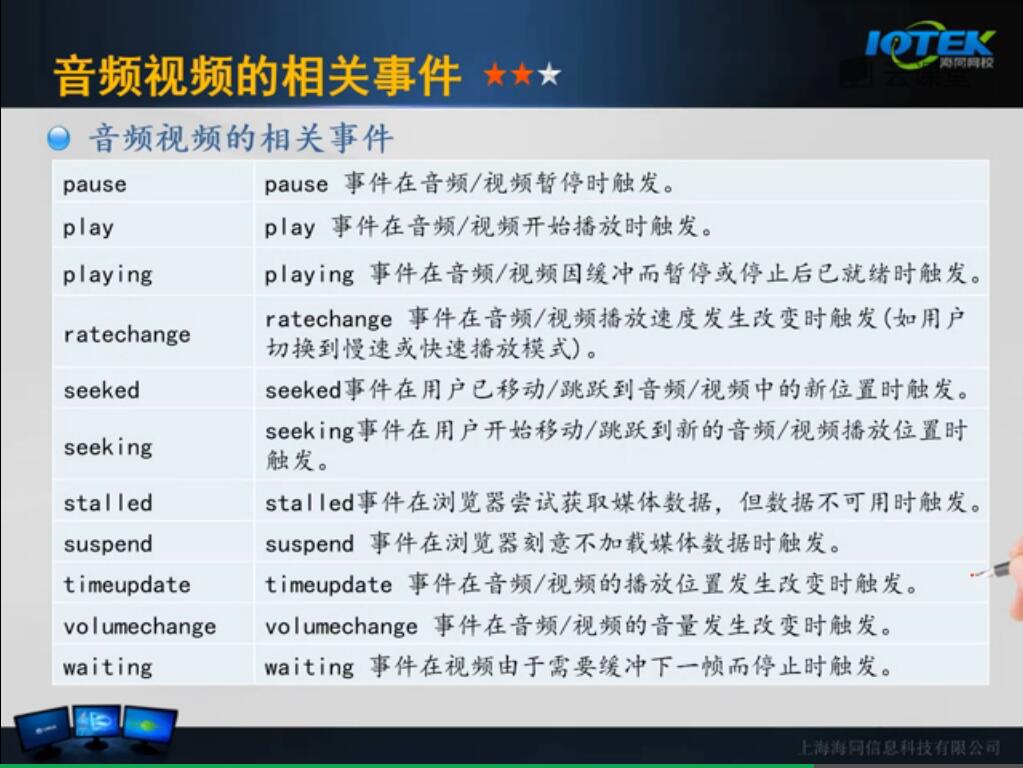 音频视频的相关事件
IOTEK
海同网校
云课堂
音频视频的相关事件
pause pause 事件在音频/视频暂停时触发。
play play 事件在音频/视频开始播放时触发。
playing playing 事件在音频/视频因缓冲而暂停或停止后已就绪时触发。
ratechange ratechange 事件在音频/视频播放速度发生改变时触发(如用户
切换到慢速或快速播放模式)。
seeked seeked事件在用户已移动/跳跃到音频/视频中的新位置时触发。
seeking seeking事件在用户开始移动/跳跃到新的音频/视频播放位置时
触发。
stalled stalled事件在浏览器尝试获取媒体数据，但数据不可用时触发。
suspend suspend 事件在浏览器刻意不加载媒体数据时触发。
timeupdate timeupdate 事件在音频/视频的播放位置发生改变时触发。
volumechange volumechange 事件在音频/视频的音量发生改变时触发。
waiting waiting 事件在视频由于需要缓冲下一帧而停止时触发。
上海海同信息科技有限公司